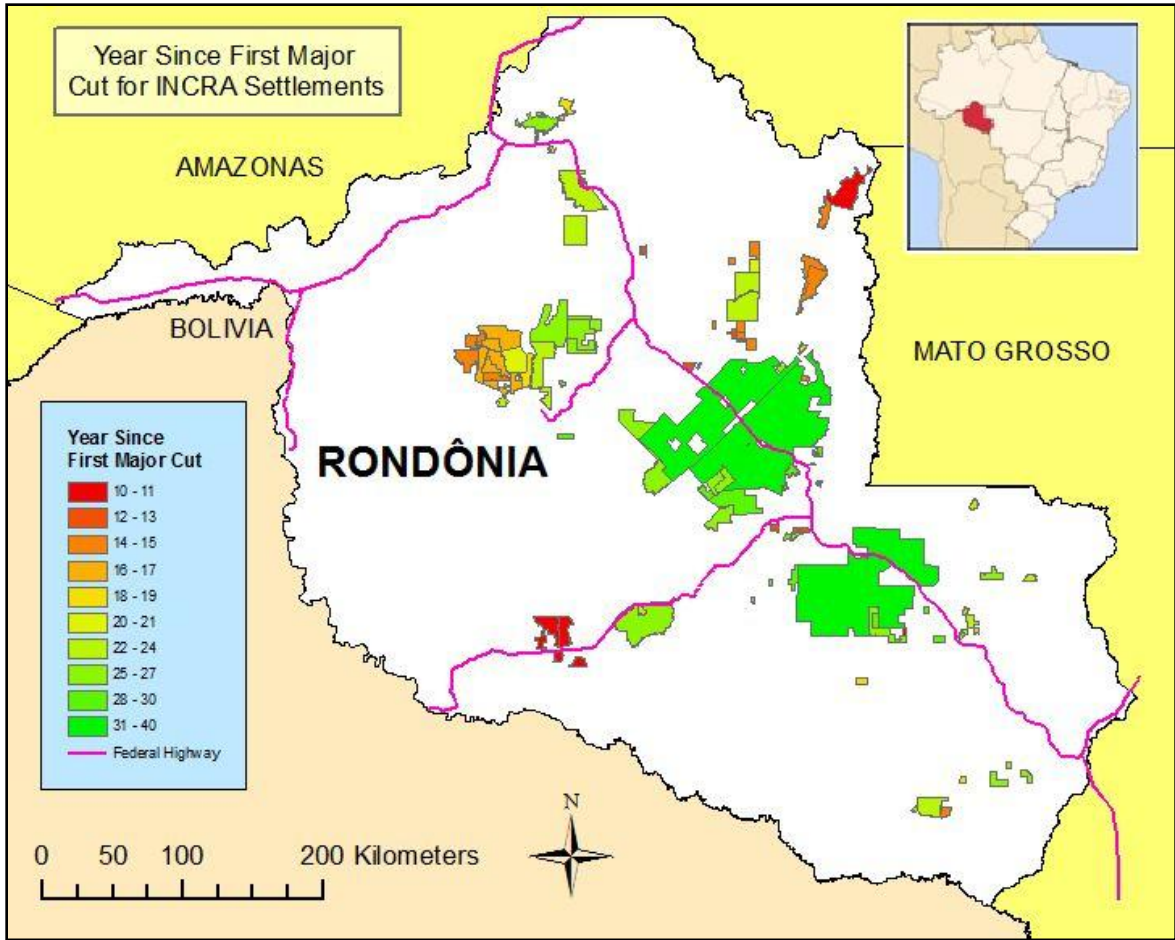 Year Since First Major
Cut for INCRA Settlements
AMAZONAS
BOLIVIA
MATO GROSSO
RONDÔNIA
Year Since
First Major Cut
10 - 11
12 - 13
14 - 15
16 - 17
18 - 19
20 - 21
22 - 24
25 - 27
28 - 30
31 - 40
Federal Highway
N
0 50 100 200 Kilometers